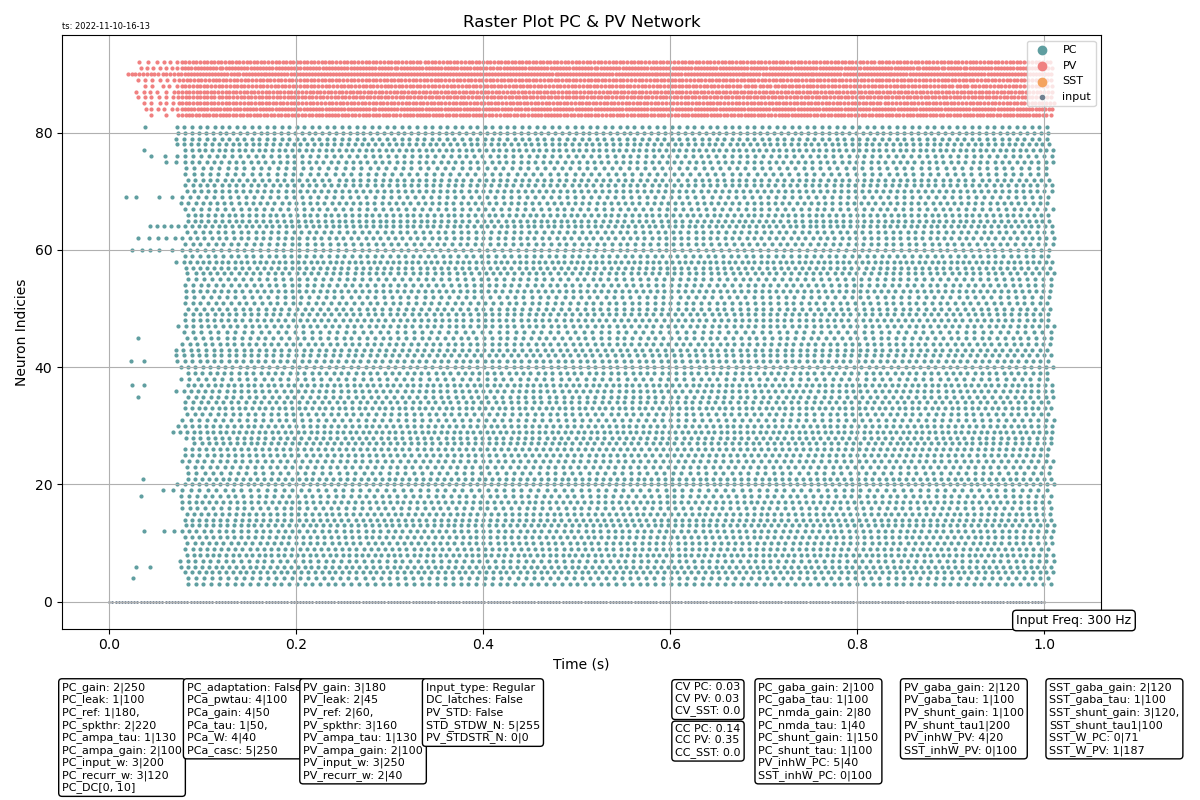 ts: 2022-11-10-16-13
Raster Plot PC & PV Network
PC
PV
SST
input
Neuron Indicies
80
60
40
20
0
0.0 0.2 0.4 0.6 0.8 1.0
Time (s)
Input Freq: 300 Hz
PC_gain: 2|250
PC_leak: 1|100
PC_ref: 1|180,
PC_spkthr: 2|220
PC_ampa_tau: 1|130
PC_ampa_gain: 2|100
PC_input_w: 3|200
PC_recurr_w: 3|120
PC_DC[0, 10]
PC_adaptation: False
PCa_pwtau: 4|100
PCa_gain: 4|50
PCa_tau: 1|50,
PCa_W: 4|40
PCa_casc: 5|250
PV_gain: 3|180
PV_leak: 2|45
PV_ref: 2|60,
PV_spkthr: 3|160
PV_ampa_tau: 1|130
PV_ampa_gain: 2|100
PV_input_w: 3|250
PV_recurr_w: 2|40
Input_type: Regular
DC_latches: False
PV_STD: False
STD_STDW_N: 5|255
PV_STDSTR_N: 0|0
CV PC: 0.03
CV PV: 0.03
CV_SST: 0.0
CC PC: 0.14
CC PV: 0.35
CC_SST: 0.0
PC_gaba_gain: 2|100
PC_gaba_tau: 1|100
PC_nmda_gain: 2|80
PC_nmda_tau: 1|40
PC_shunt_gain: 1|150
PC_shunt_tau: 1|100
PV_inhW_PC: 5|40
SST_inhW_PC: 0|100
PV_gaba_gain: 2|120
PV_gaba_tau: 1|100
PV_shunt_gain: 1|100
PV_shunt_tau1|200
PV_inhW_PV: 4|20
SST_inhW_PV: 0|100
SST_gaba_gain: 2|120
SST_gaba_tau: 1|100
SST_shunt_gain: 3|120,
SST_shunt_tau1|100
SST_W_PC: 0|71
SST_W_PV: 1|187